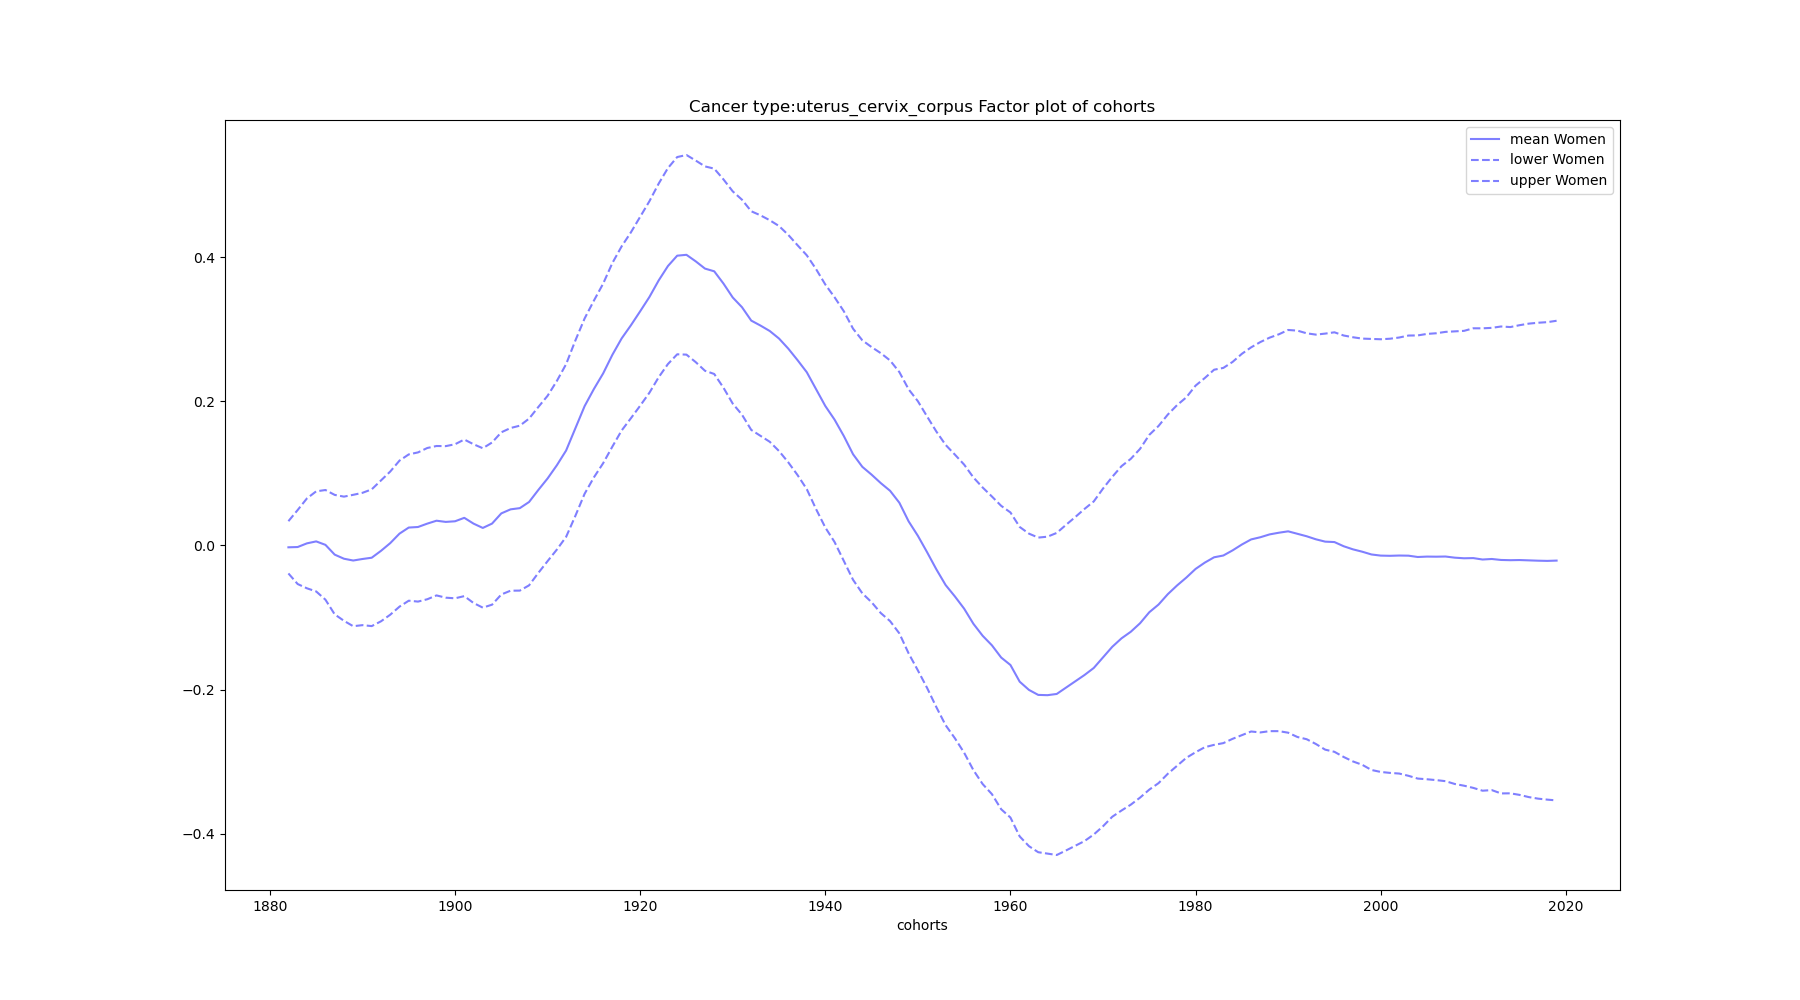 Cancer type:uterus_cervix_corpus Factor plot of cohorts
mean Women
lower Women
upper Women
0.4
0.2
0.0
−0.2
−0.4
1880 1900 1920 1940 1960 1980 2000 2020
cohorts